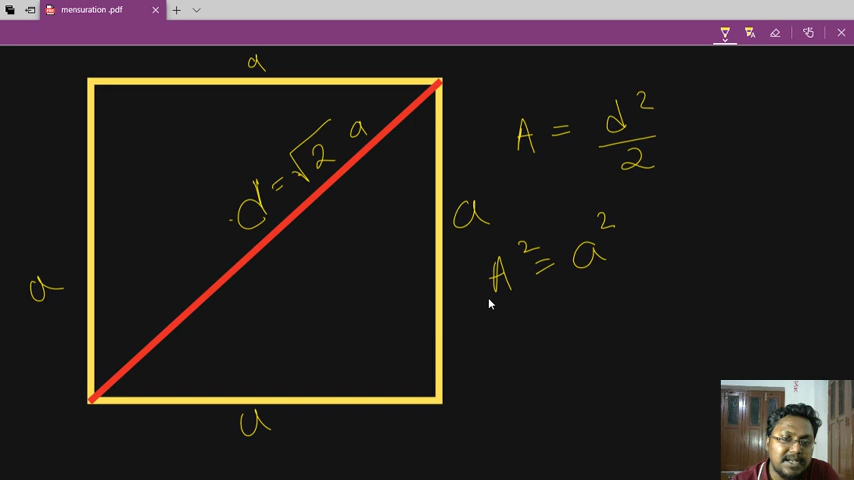 mensuration .pdf
a
d = √2 a
A = d²/2
a
A² = a²
a
a